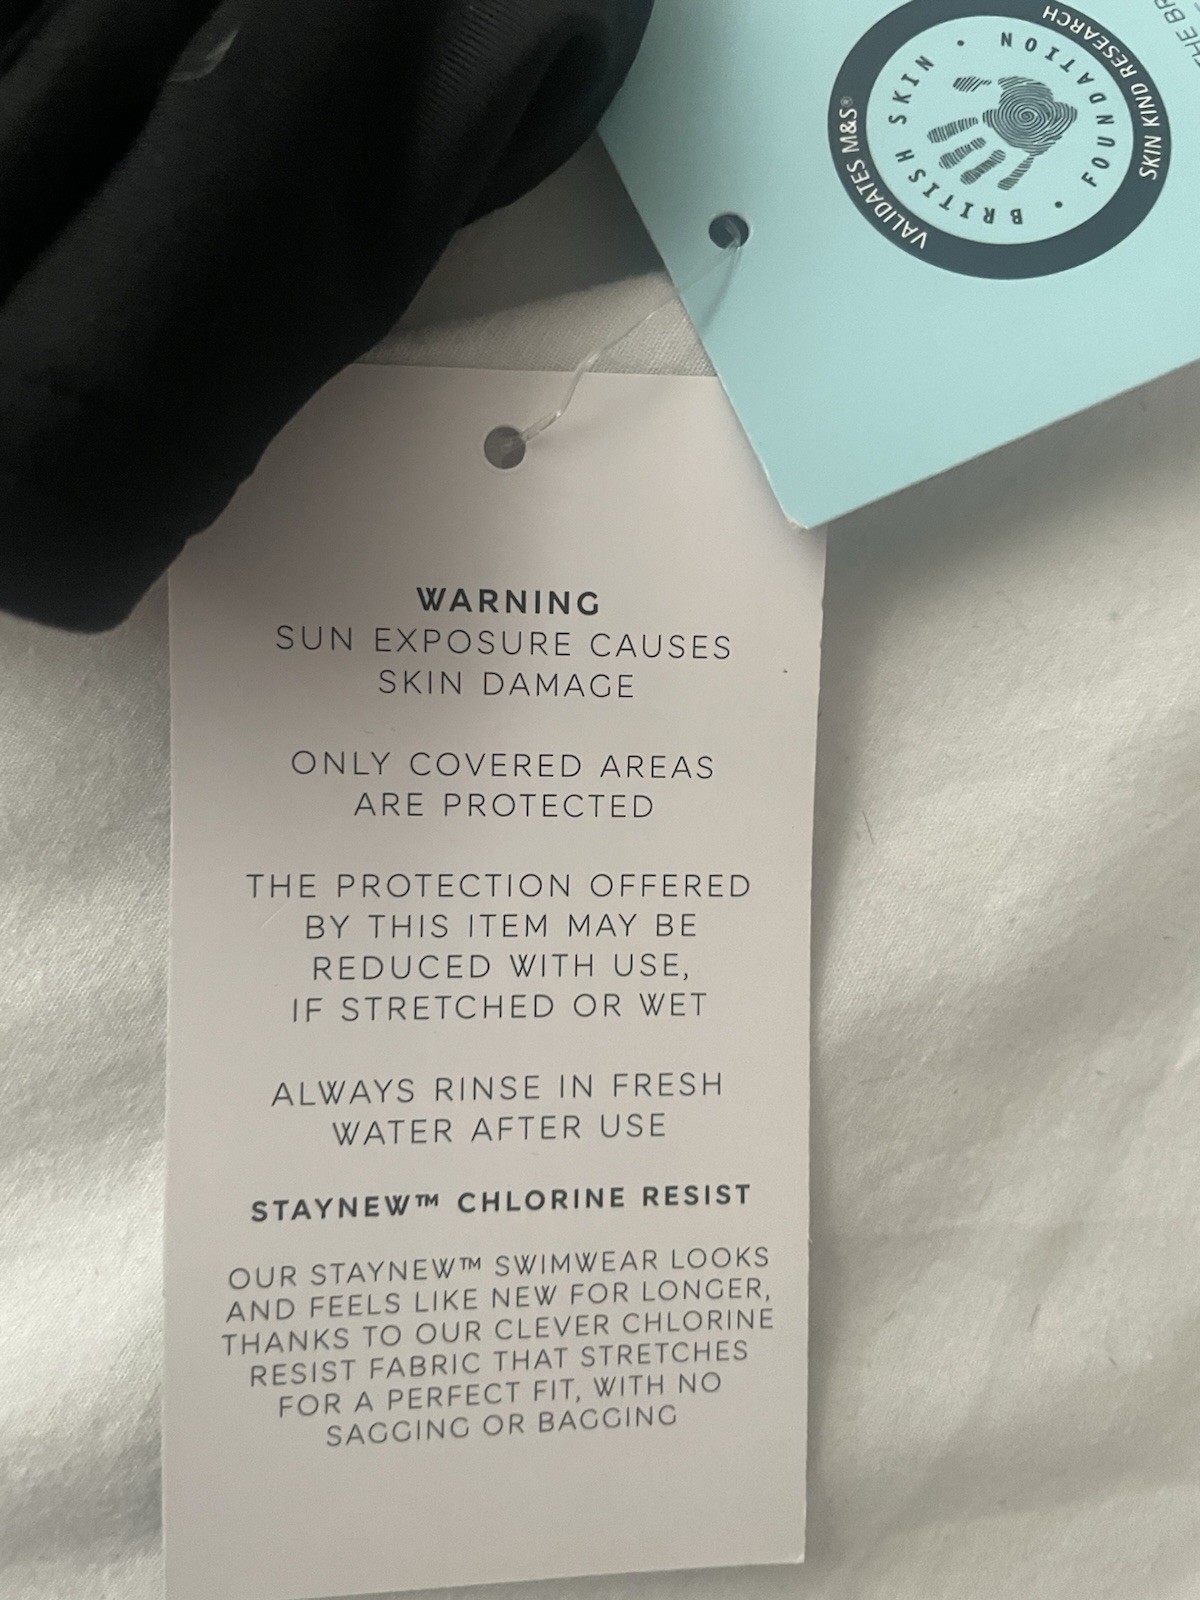 THE BR
VALIDATES M&S®
SKIN KIND RESEARCH
BRITISH SKIN • FOUNDATION •
WARNING
SUN EXPOSURE CAUSES
SKIN DAMAGE
ONLY COVERED AREAS
ARE PROTECTED
THE PROTECTION OFFERED
BY THIS ITEM MAY BE
REDUCED WITH USE,
IF STRETCHED OR WET
ALWAYS RINSE IN FRESH
WATER AFTER USE
STAYNEW™ CHLORINE RESIST
OUR STAYNEW™ SWIMWEAR LOOKS
AND FEELS LIKE NEW FOR LONGER,
THANKS TO OUR CLEVER CHLORINE
RESIST FABRIC THAT STRETCHES
FOR A PERFECT FIT, WITH NO
SAGGING OR BAGGING